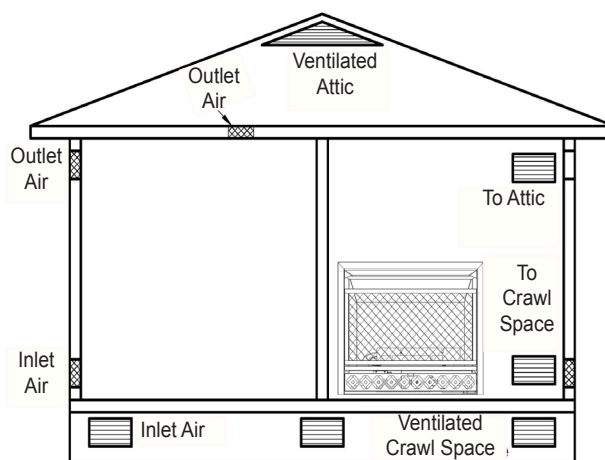 Ventilated
Attic
Outlet
Air
Outlet
Air
To Attic
To
Crawl
Space
Inlet
Air
Inlet Air
Ventilated
Crawl Space